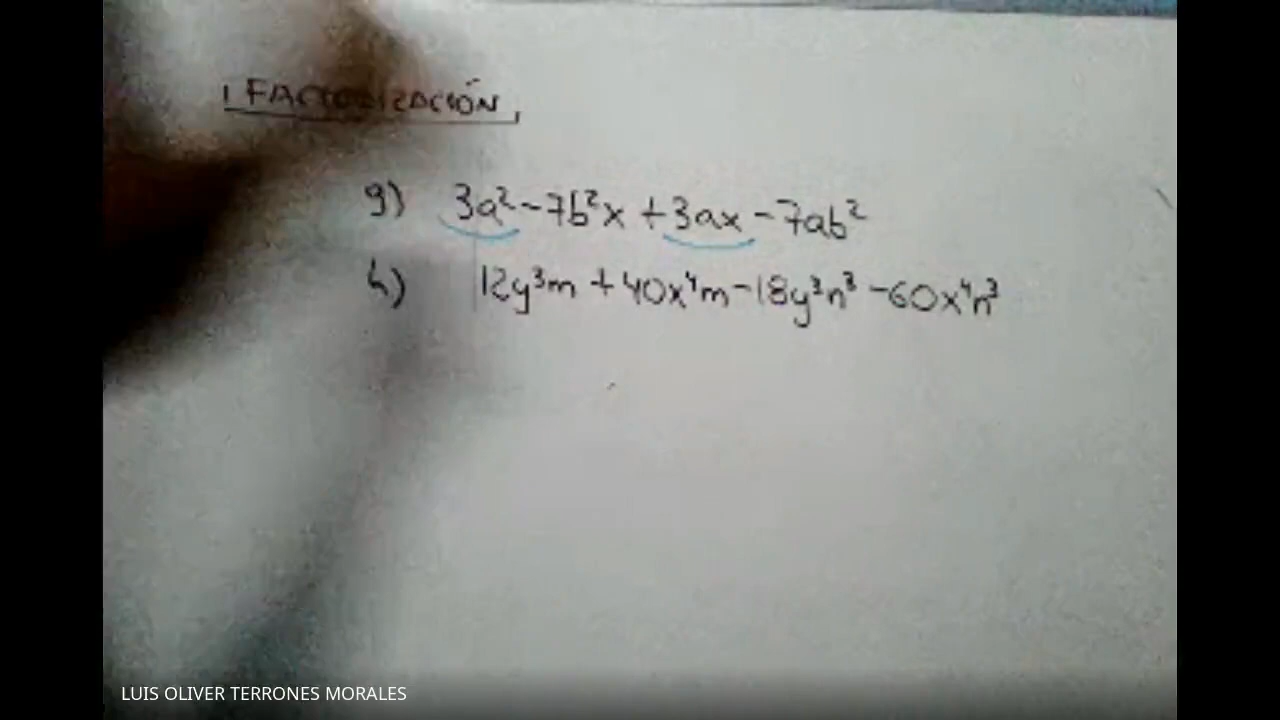 FACTORIZACIÓN
g) 3a² - 7b²x + 3ax - 7ab²
h) 12y³m + 40x⁴m - 18y³n³ - 60x⁴n³
LUIS OLIVER TERRONES MORALES